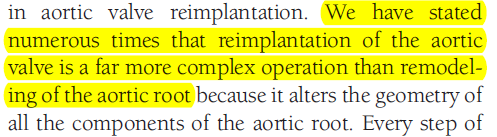 in aortic valve reimplantation. We have stated
numerous times that reimplantation of the aortic
valve is a far more complex operation than remodel-
ing of the aortic root because it alters the geometry of
all the components of the aortic root. Every step of